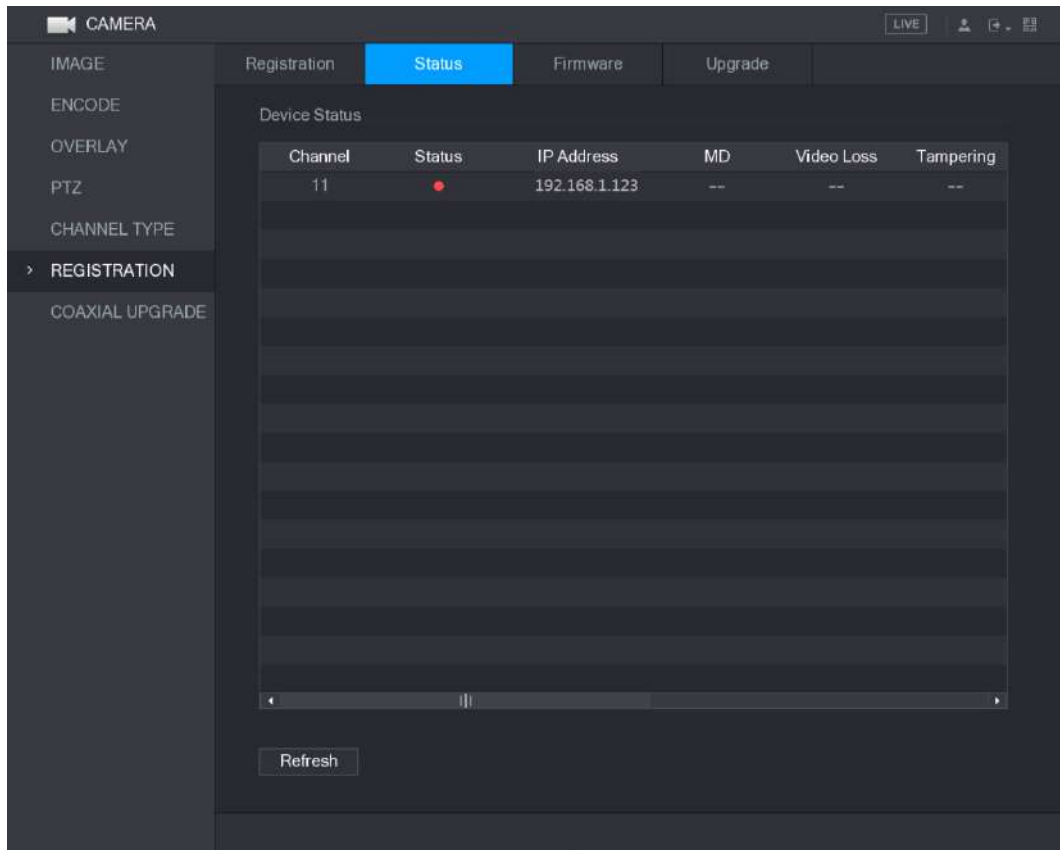 CAMERA LIVE
IMAGE
ENCODE
OVERLAY
PTZ
CHANNEL TYPE
REGISTRATION
COAXIAL UPGRADE
Registration Status Firmware Upgrade
Device Status
Channel Status IP Address MD Video Loss Tampering
11 192.168.1.123 -- -- --
Refresh